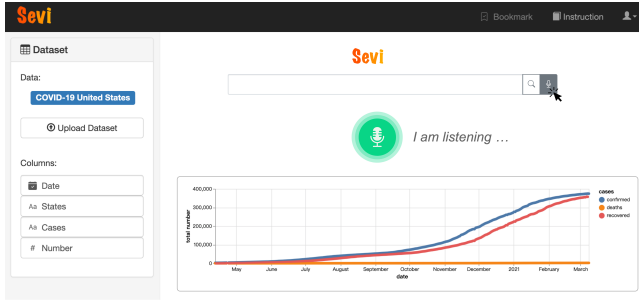 Sevi
Bookmark
Instruction
Dataset
Data:
COVID-19 United States
Upload Dataset
Columns:
Date
Aa States
Aa Cases
# Number
Sevi
I am listening ...
total number
400,000
300,000
200,000
100,000
0
May June July August September October November December 2021 February March
date
cases
confirmed
deaths
recovered